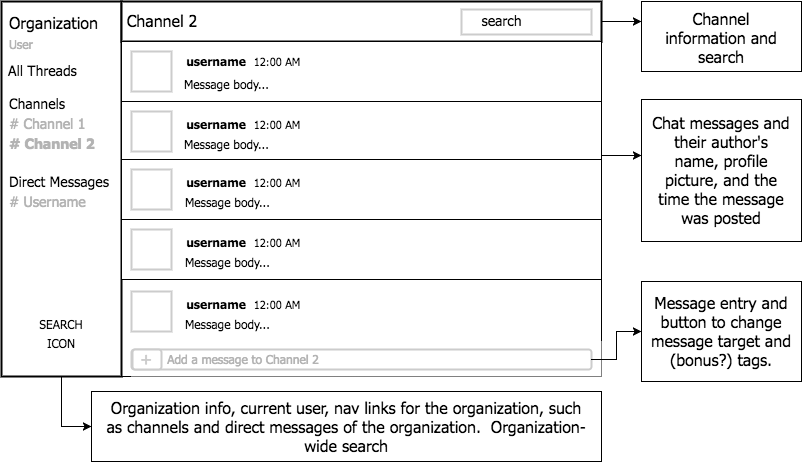 Organization
User
All Threads
Channels
# Channel 1
# Channel 2
Direct Messages
# Username
SEARCH
ICON
Channel 2
search
username 12:00 AM
Message body...
username 12:00 AM
Message body...
username 12:00 AM
Message body...
username 12:00 AM
Message body...
username 12:00 AM
Message body...
+ Add a message to Channel 2
Channel
information and
search
Chat messages and
their author's
name, profile
picture, and the
time the message
was posted
Message entry and
button to change
message target and
(bonus?) tags.
Organization info, current user, nav links for the organization, such
as channels and direct messages of the organization. Organization-
wide search